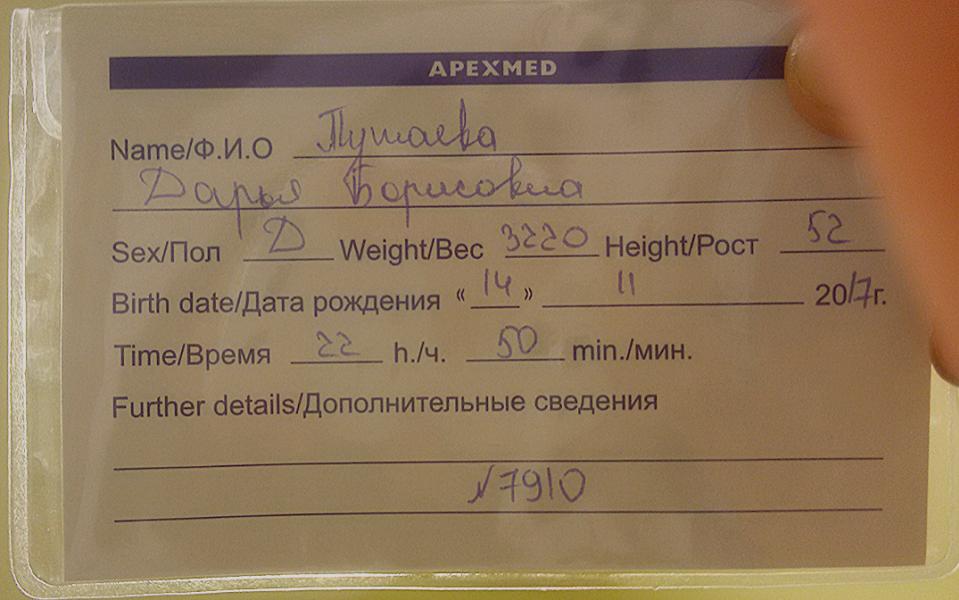 APEXMED
Name/Ф.И.О Пушаева
Дарья Борисовна
Sex/Пол Д Weight/Вес 3220 Height/Рост 52
Birth date/Дата рождения «14» 11 2017г.
Time/Время 22 h./ч. 50 min./мин.
Further details/Дополнительные сведения
№7910